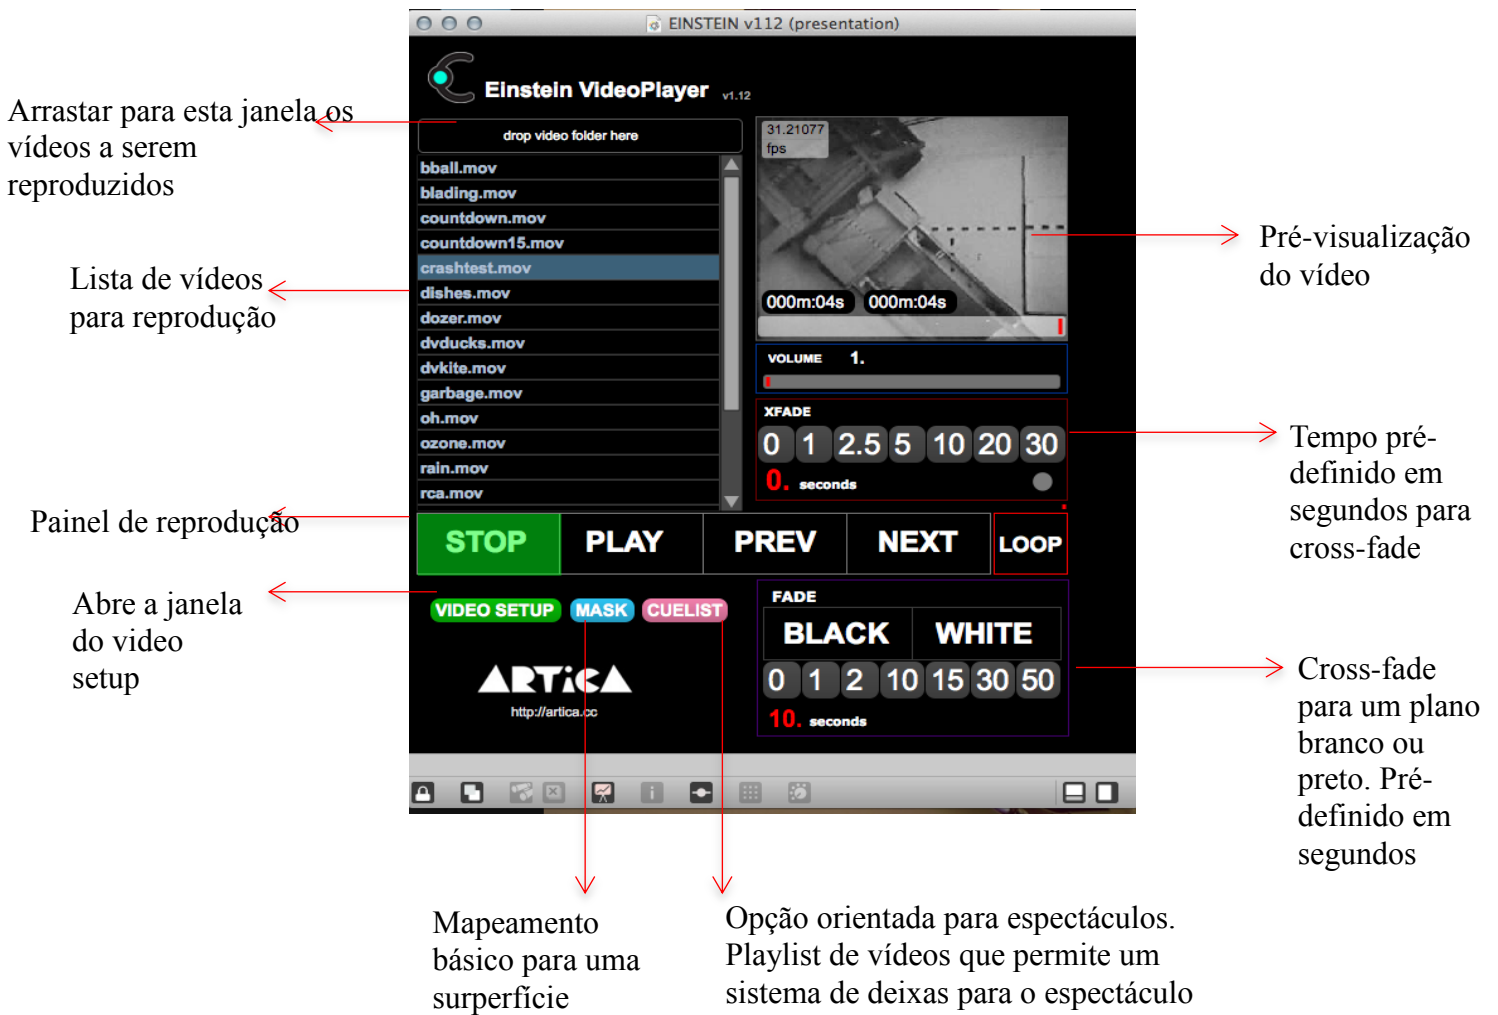 EINSTEIN v112 (presentation)
Einstein VideoPlayer v1.12
Arrastar para esta janela os
vídeos a serem
reproduzidos
drop video folder here
bball.mov
blading.mov
countdown.mov
countdown15.mov
crashtest.mov
dishes.mov
dozer.mov
dvducks.mov
dvkite.mov
garbage.mov
oh.mov
ozone.mov
rain.mov
rca.mov
31.21077
fps
000m:04s 000m:04s
Pré-visualização
do vídeo
Lista de vídeos
para reprodução
VOLUME 1.
XFADE
0 1 2.5 5 10 20 30
0. seconds
Tempo pré-
definido em
segundos para
cross-fade
Painel de reprodução
STOP PLAY PREV NEXT LOOP
Abre a janela
do video
setup
VIDEO SETUP MASK CUELIST
FADE
BLACK WHITE
0 1 2 10 15 30 50
10. seconds
ARTiCA
http://artica.cc
Cross-fade
para um plano
branco ou
preto. Pré-
definido em
segundos
Mapeamento
básico para uma
surperfície
Opção orientada para espectáculos.
Playlist de vídeos que permite um
sistema de deixas para o espectáculo